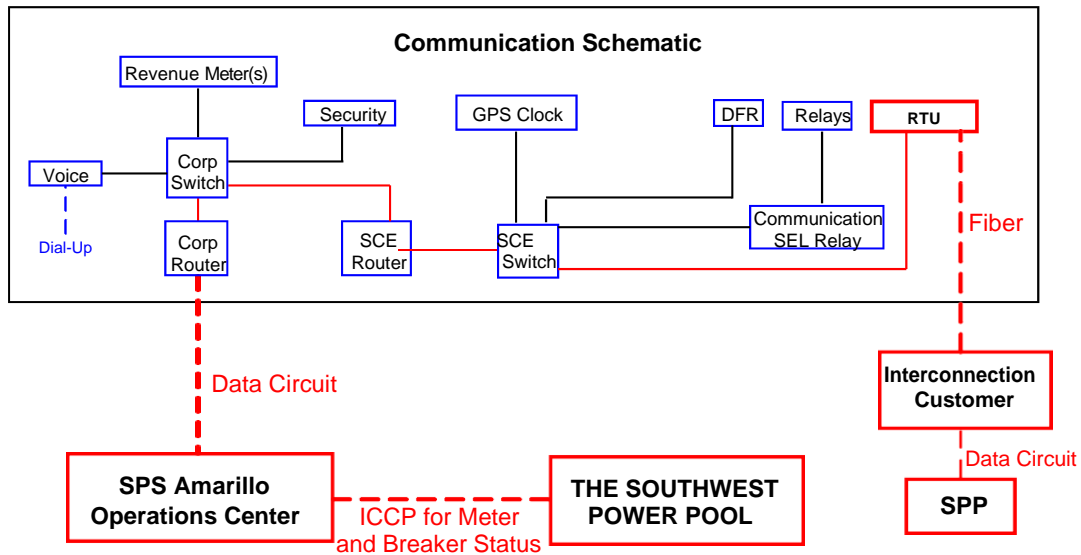 Communication Schematic
Revenue Meter(s)
Security
GPS Clock
DFR
Relays
RTU
Voice
Corp
Switch
Dial-Up
Corp
Router
SCE
Router
SCE
Switch
Communication
SEL Relay
Fiber
Data Circuit
Interconnection
Customer
Data Circuit
SPS Amarillo
Operations Center
ICCP for Meter
and Breaker Status
THE SOUTHWEST
POWER POOL
SPP